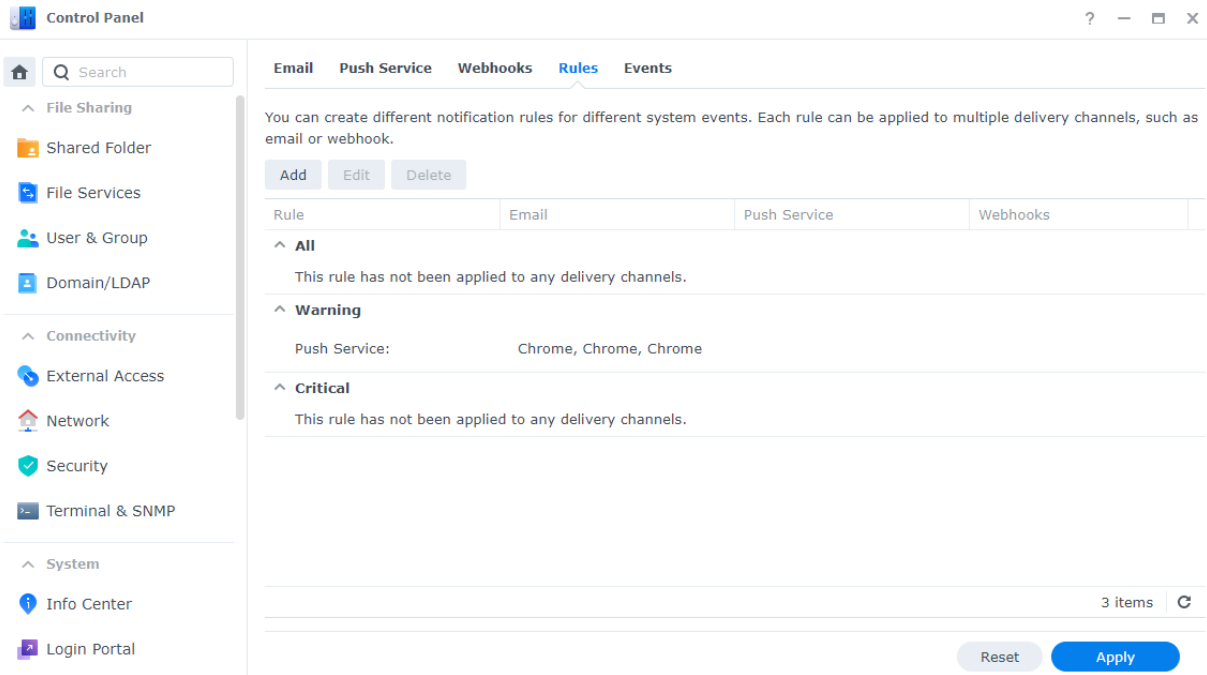 Control Panel
?
Search
File Sharing
Shared Folder
File Services
User & Group
Domain/LDAP
Connectivity
External Access
Network
Security
Terminal & SNMP
System
Info Center
Login Portal
Email Push Service Webhooks Rules Events
You can create different notification rules for different system events. Each rule can be applied to multiple delivery channels, such as
email or webhook.
Add Edit Delete
Rule Email Push Service Webhooks
All
This rule has not been applied to any delivery channels.
Warning
Push Service: Chrome, Chrome, Chrome
Critical
This rule has not been applied to any delivery channels.
3 items
Reset Apply